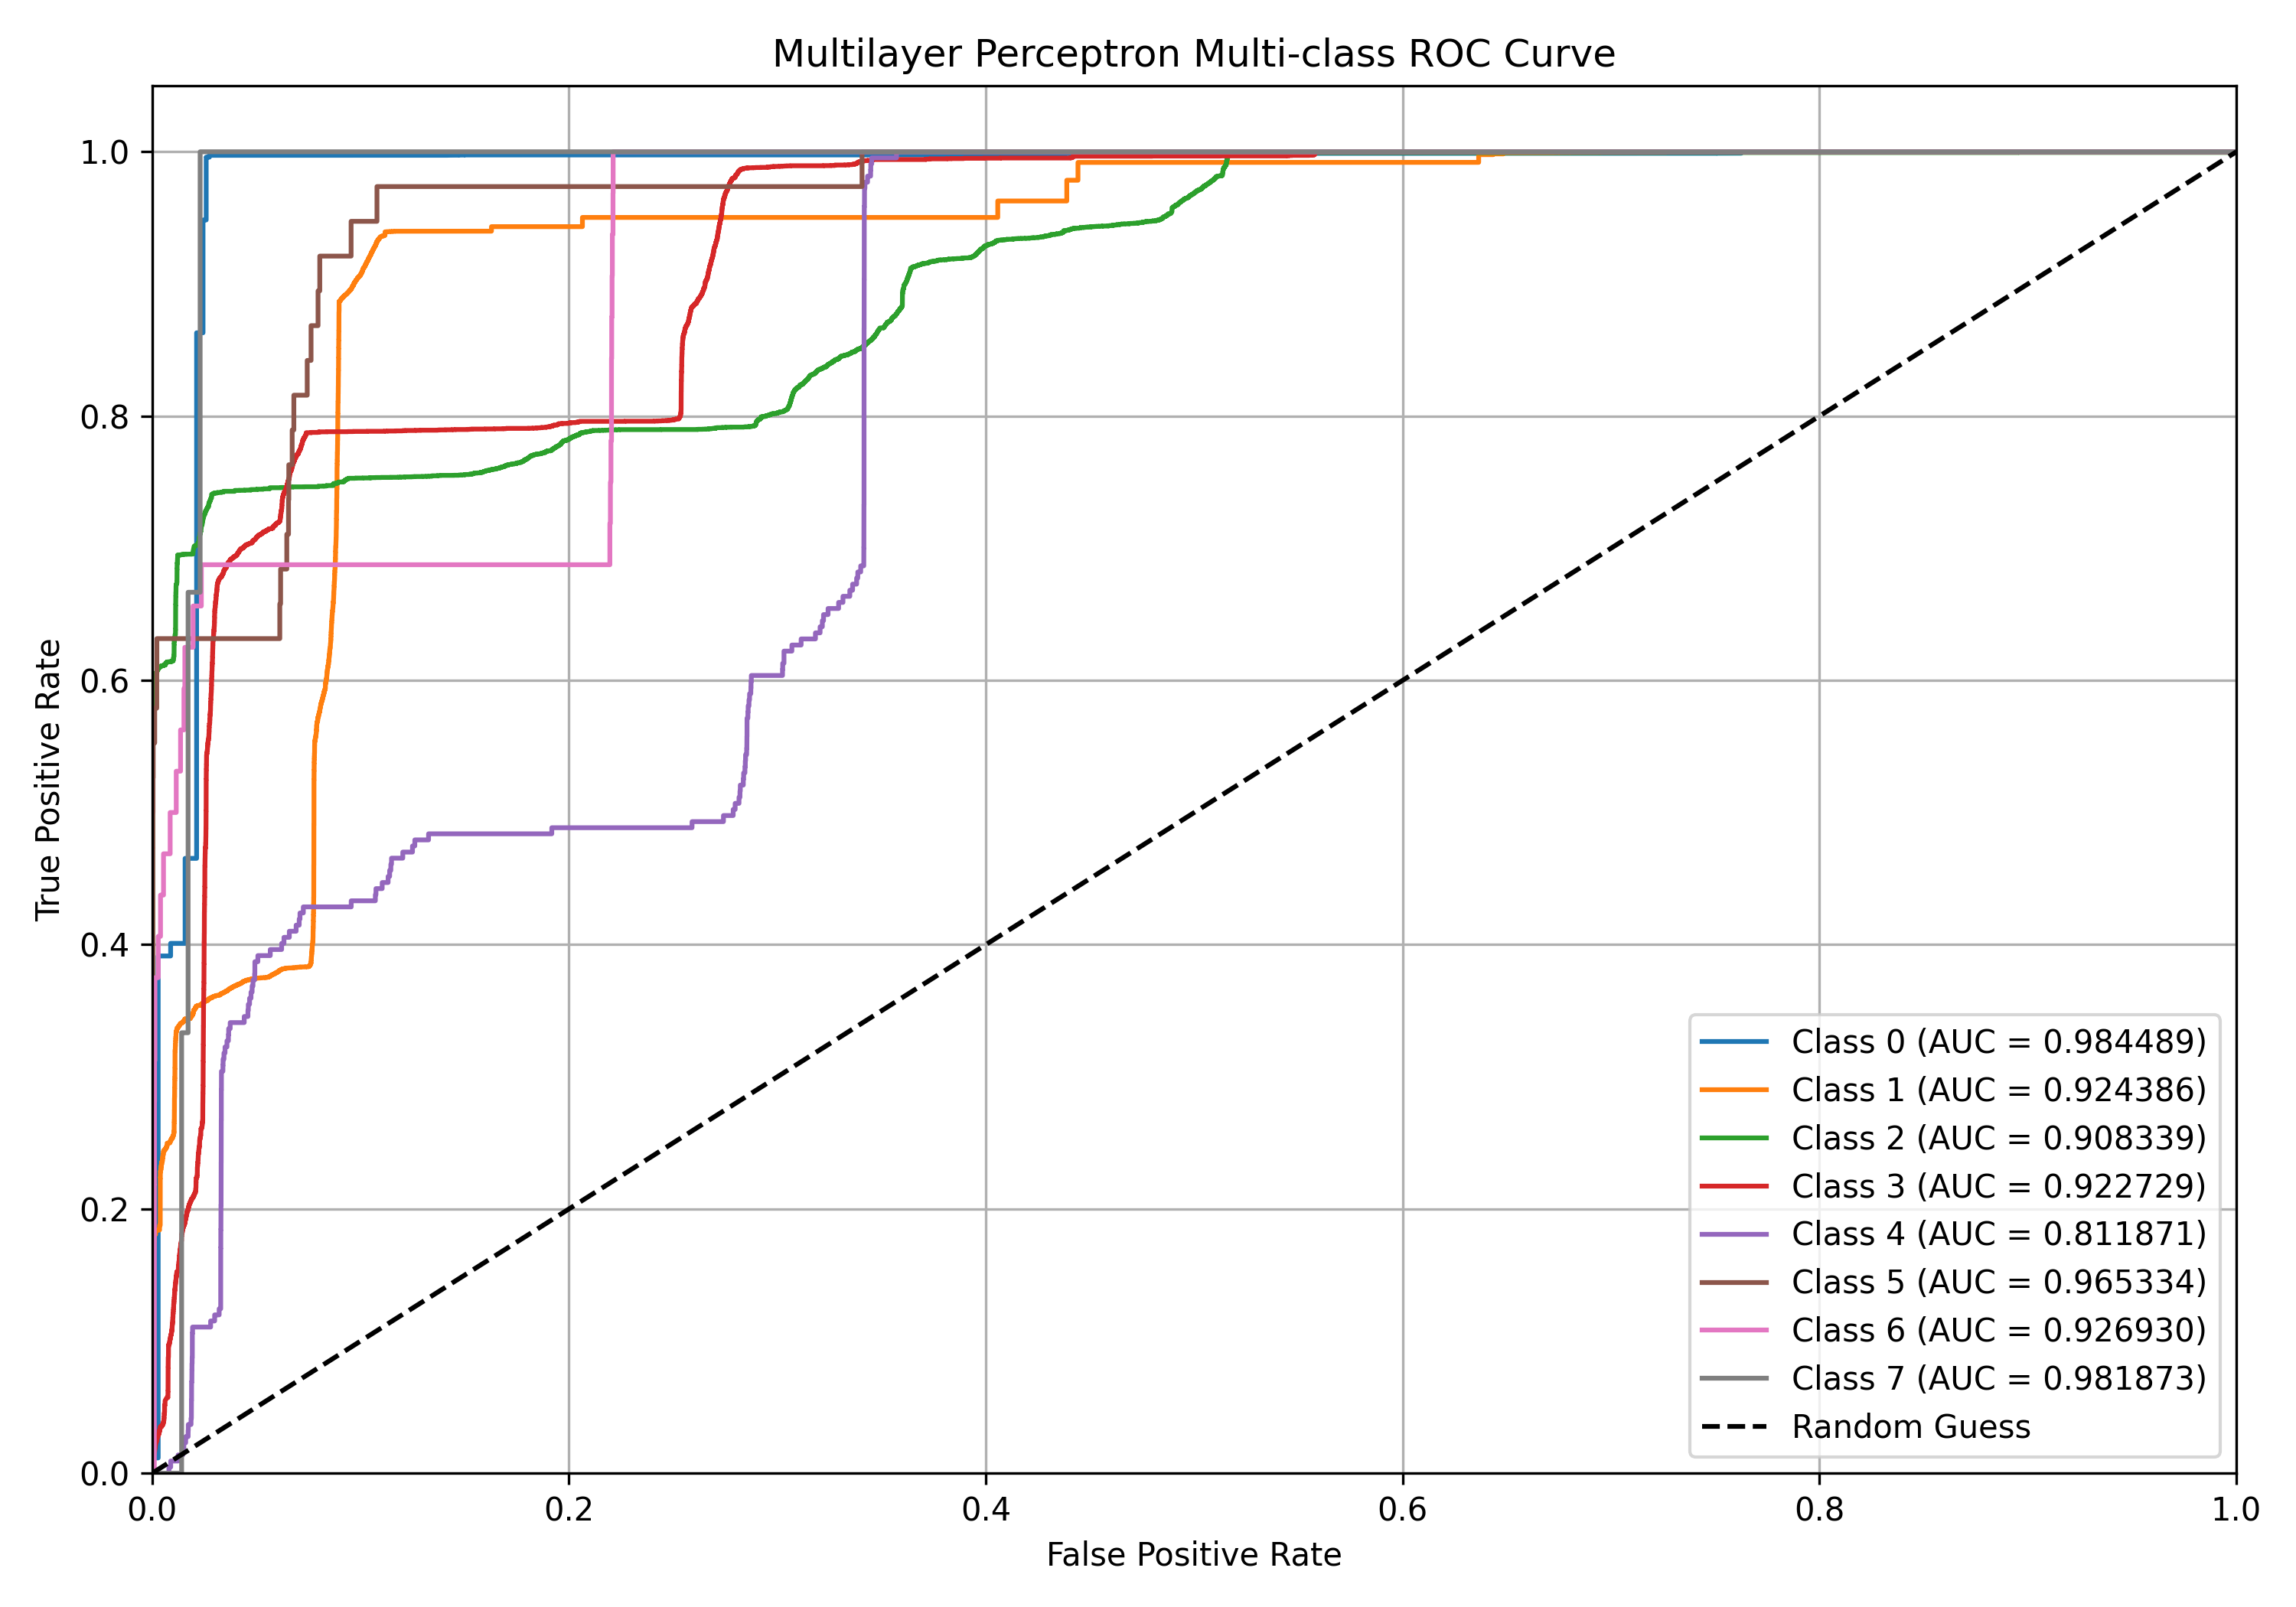 Multilayer Perceptron Multi-class ROC Curve
1.0
0.8
0.6
0.4
0.2
0.0
True Positive Rate
0.0 0.2 0.4 0.6 0.8 1.0
False Positive Rate
Class 0 (AUC = 0.984489)
Class 1 (AUC = 0.924386)
Class 2 (AUC = 0.908339)
Class 3 (AUC = 0.922729)
Class 4 (AUC = 0.811871)
Class 5 (AUC = 0.965334)
Class 6 (AUC = 0.926930)
Class 7 (AUC = 0.981873)
Random Guess